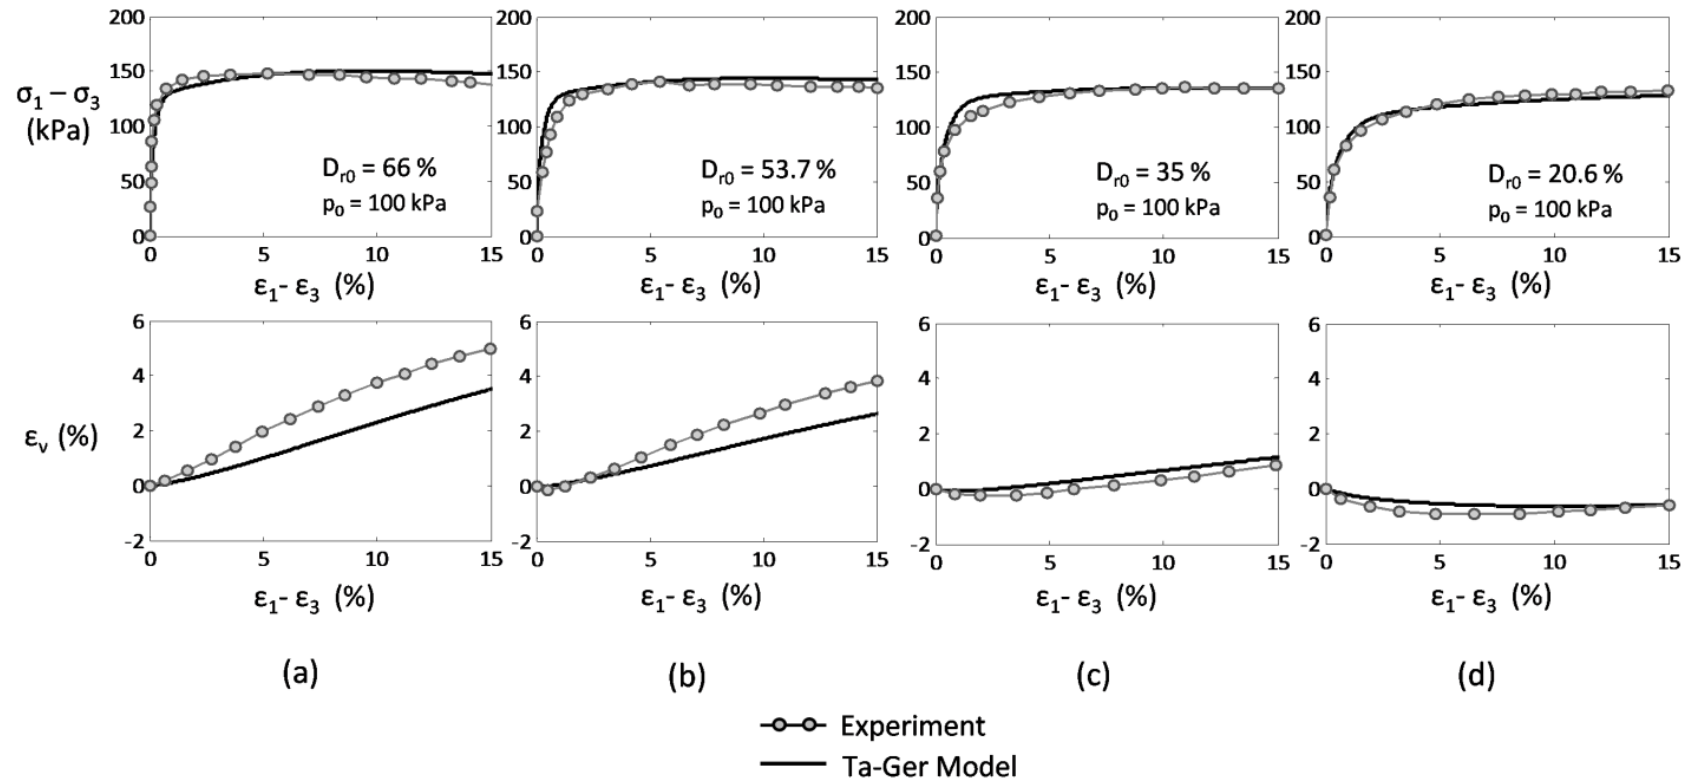 200 200 200 200
150 150 150 150
σ₁ – σ₃
(kPa)
100 100 100 100
Dᵣ₀ = 66 % Dᵣ₀ = 53.7 % Dᵣ₀ = 35 % Dᵣ₀ = 20.6 %
50 50 50 50
p₀ = 100 kPa p₀ = 100 kPa p₀ = 100 kPa p₀ = 100 kPa
0 0 0 0
0 5 10 15 0 5 10 15 0 5 10 15 0 5 10 15
ε₁- ε₃ (%) ε₁- ε₃ (%) ε₁- ε₃ (%) ε₁- ε₃ (%)
6 6 6 6
4 4 4 4
εᵥ (%) 2 2 2 2
0 0 0 0
-2 -2 -2 -2
0 5 10 15 0 5 10 15 0 5 10 15 0 5 10 15
ε₁- ε₃ (%) ε₁- ε₃ (%) ε₁- ε₃ (%) ε₁- ε₃ (%)
(a) (b) (c) (d)
Experiment
Ta-Ger Model